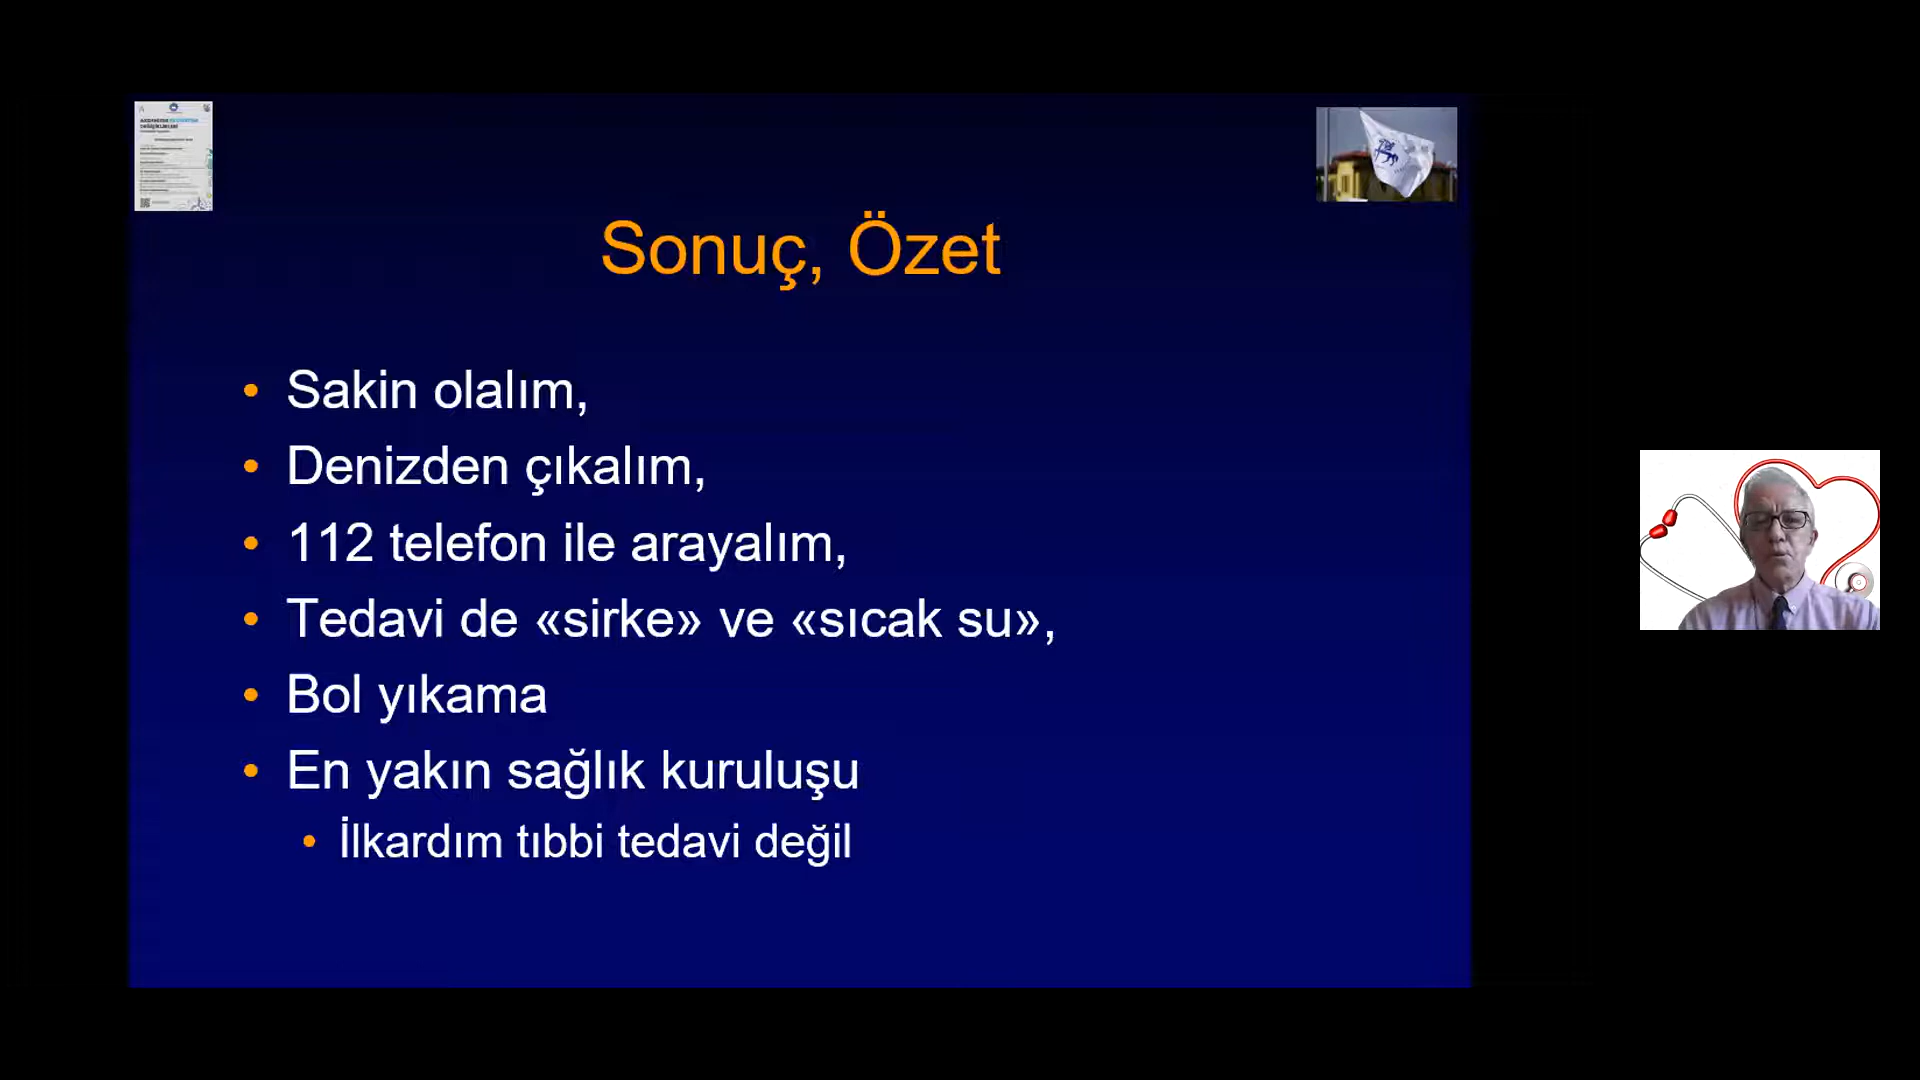 Sonuç, Özet
Sakin olalım,
Denizden çıkalım,
112 telefon ile arayalım,
Tedavi de «sirke» ve «sıcak su»,
Bol yıkama
En yakın sağlık kuruluşu
İlkardım tıbbi tedavi değil